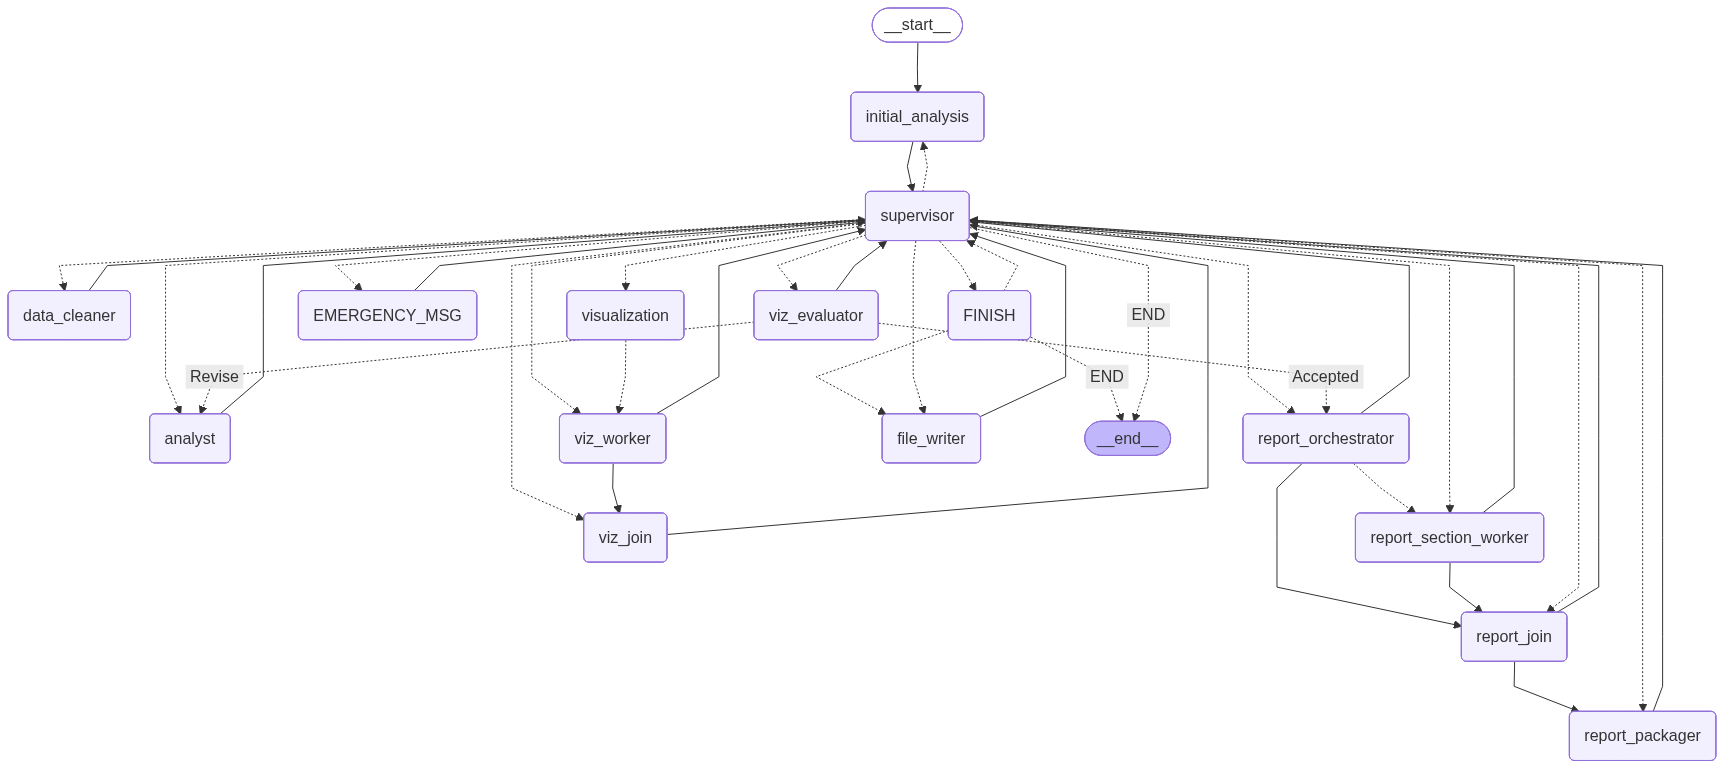 __start__
initial_analysis
supervisor
data_cleaner
EMERGENCY_MSG
visualization
viz_evaluator
FINISH
END
Revise
END
Accepted
analyst
viz_worker
file_writer
__end__
report_orchestrator
viz_join
report_section_worker
report_join
report_packager